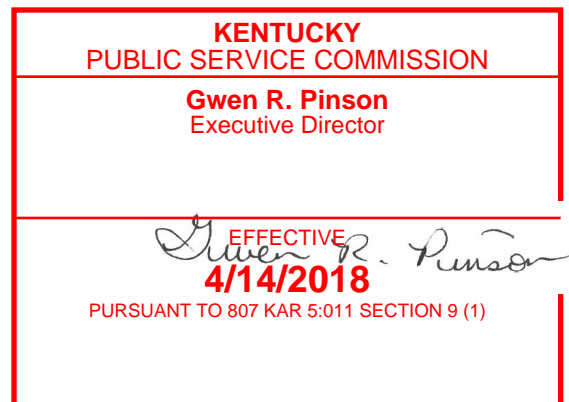 KENTUCKY
PUBLIC SERVICE COMMISSION
Gwen R. Pinson
Executive Director
EFFECTIVE
Gwen R. Punson
4/14/2018
PURSUANT TO 807 KAR 5:011 SECTION 9 (1)